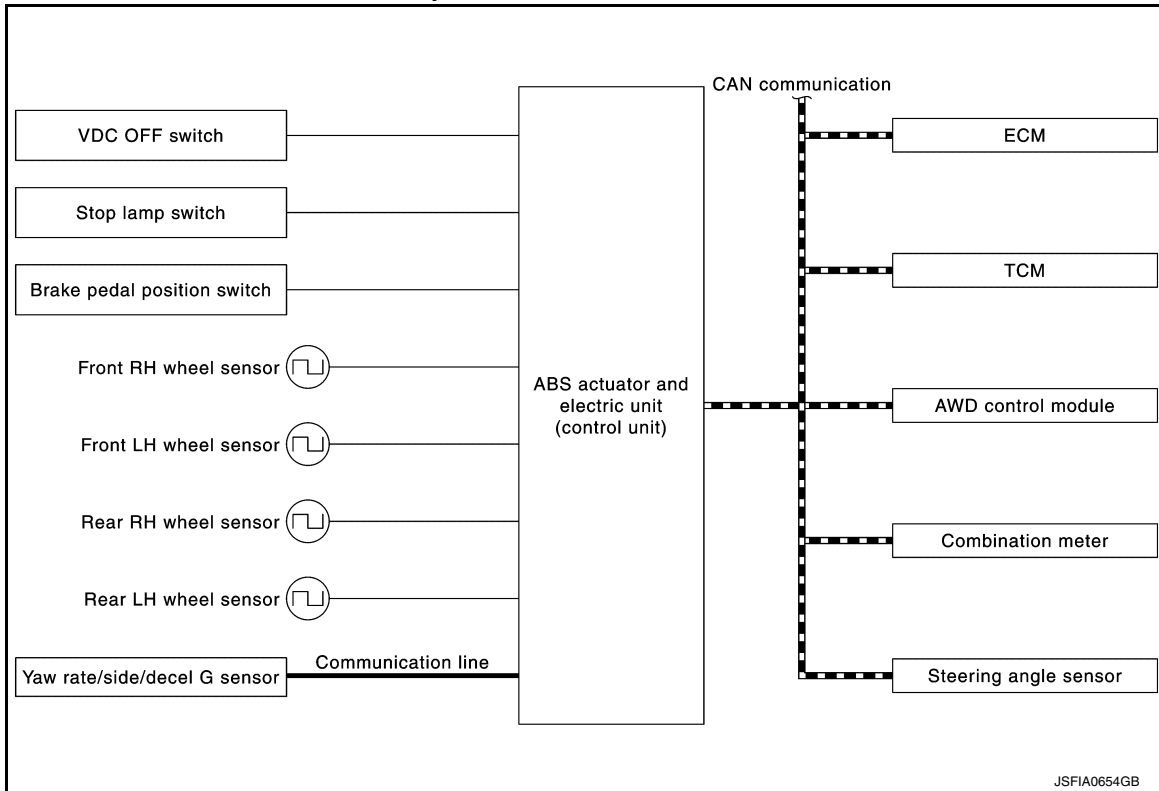 CAN communication
VDC OFF switch
ECM
Stop lamp switch
TCM
Brake pedal position switch
Front RH wheel sensor
ABS actuator and
electric unit
(control unit)
AWD control module
Front LH wheel sensor
Rear RH wheel sensor
Combination meter
Rear LH wheel sensor
Communication line
Yaw rate/side/decel G sensor
Steering angle sensor
JSFIA0654GB